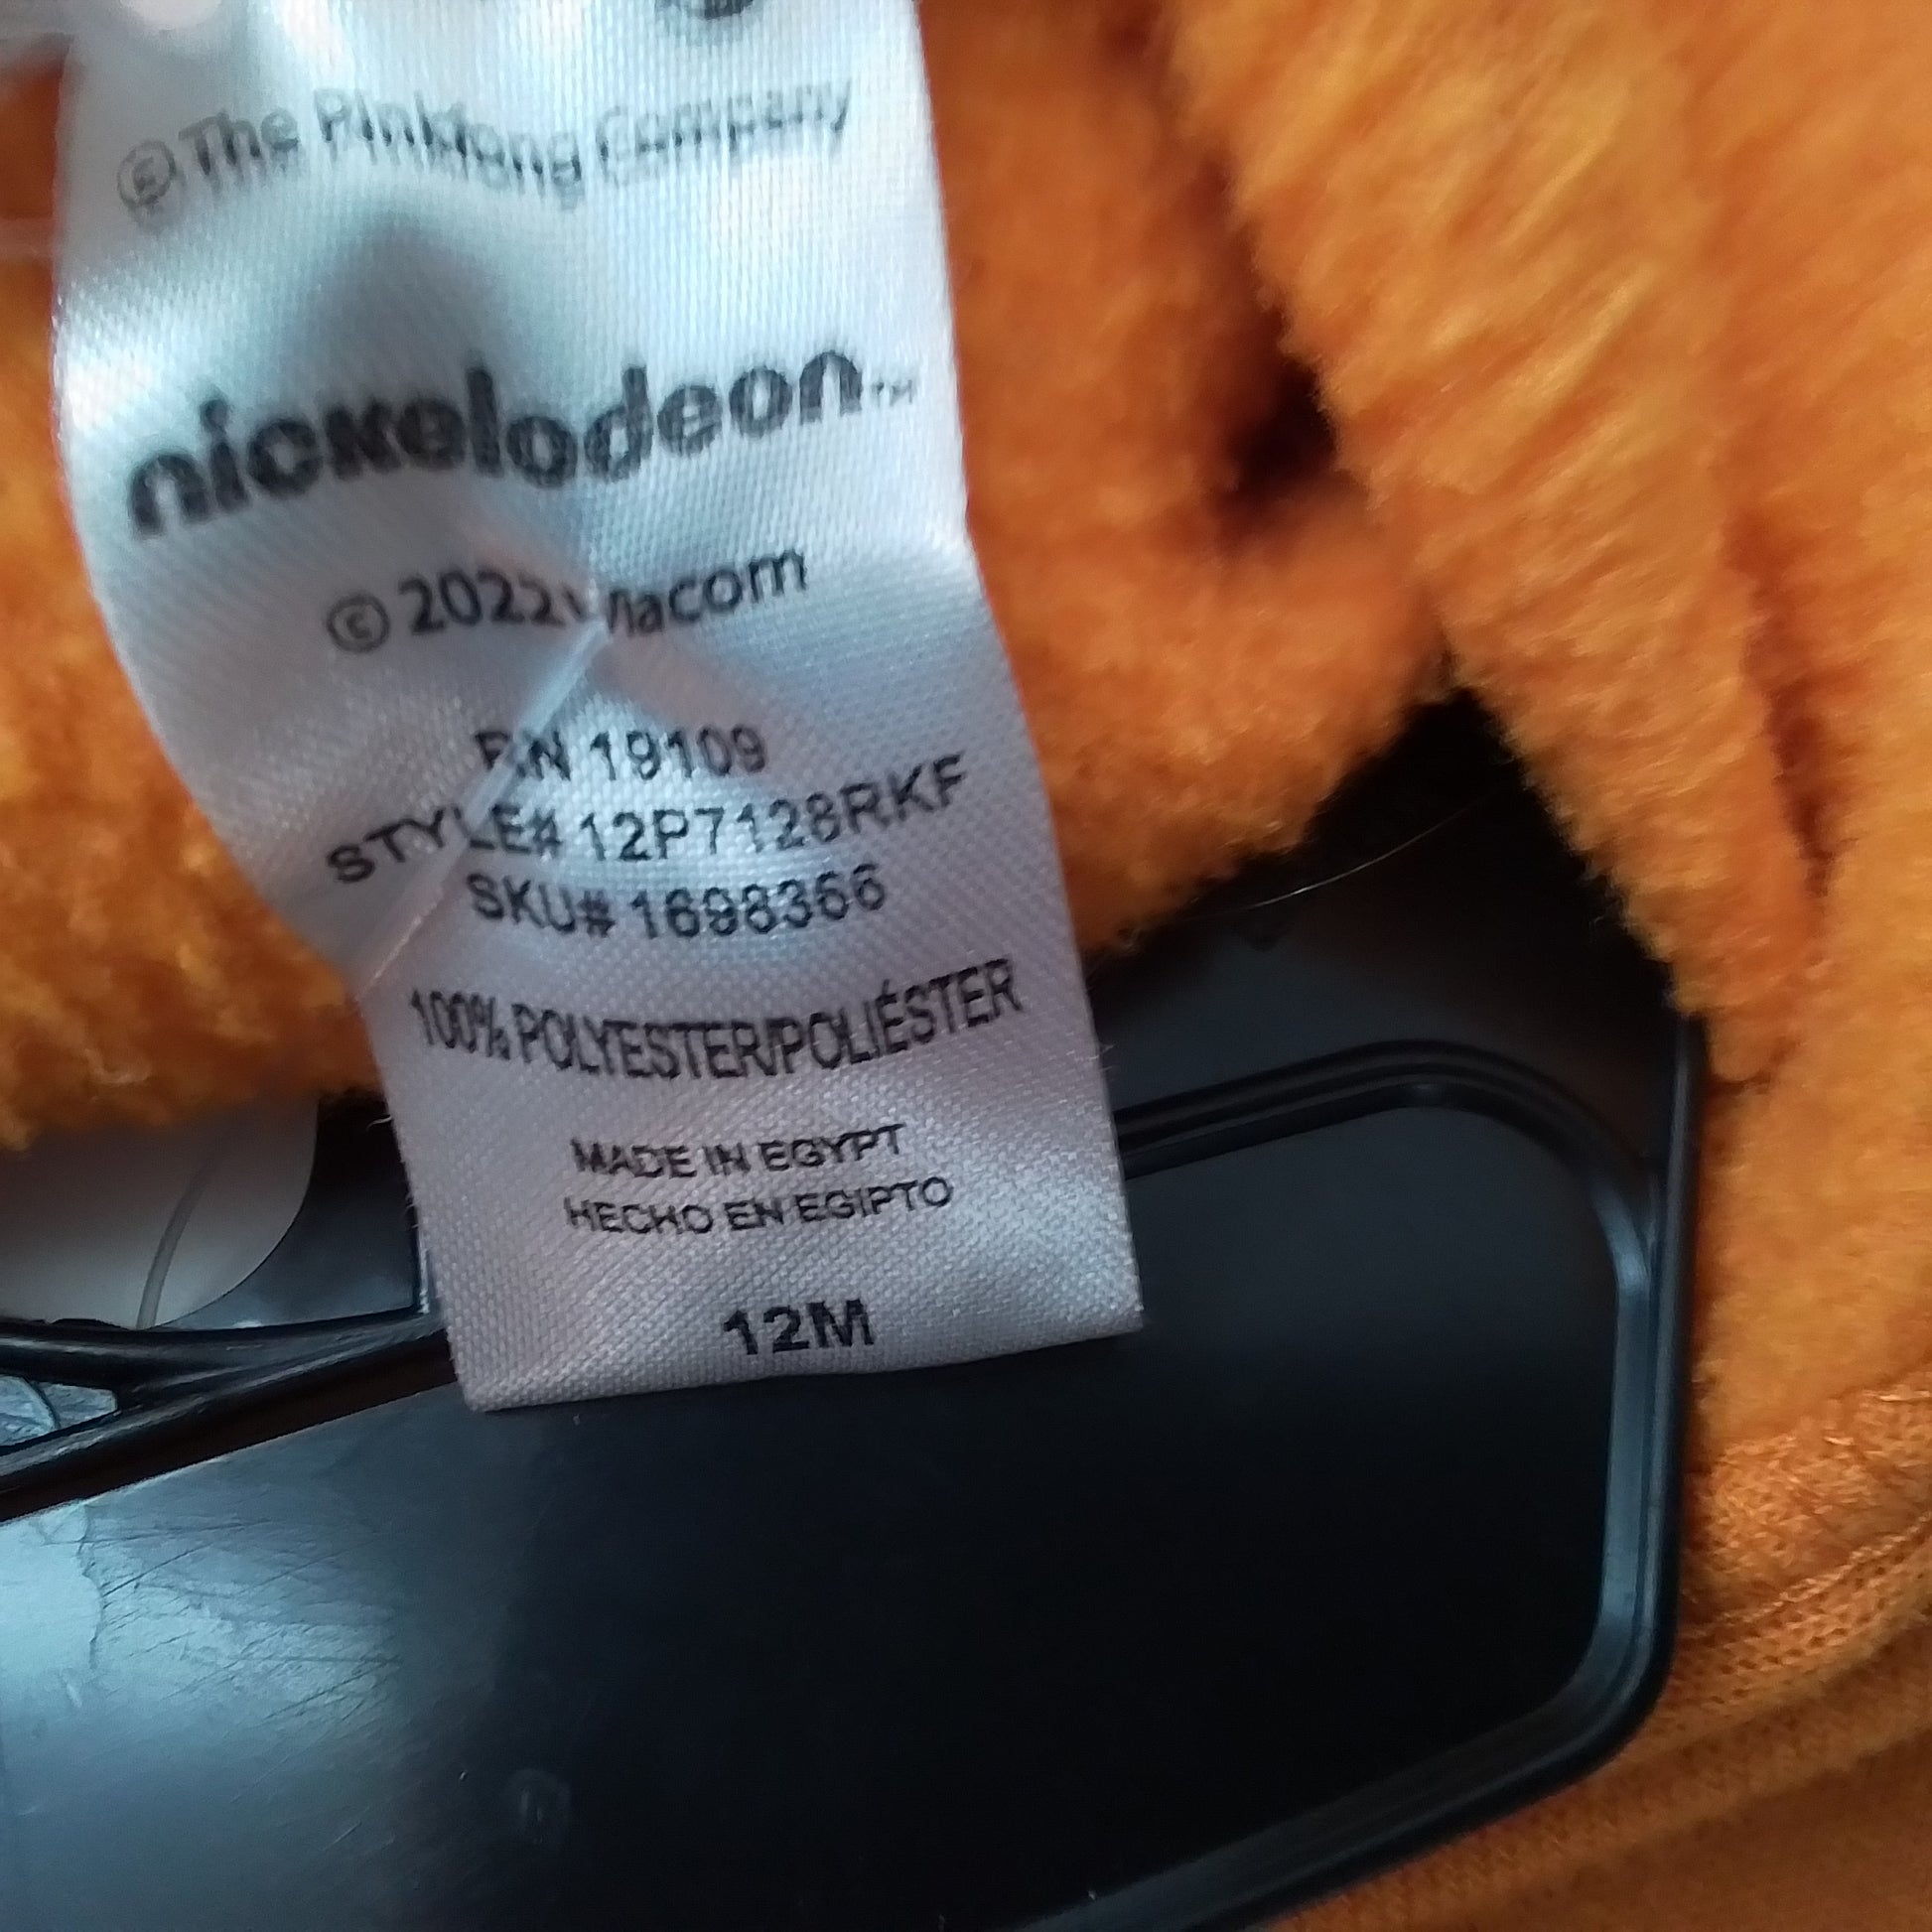 © The Pinkfong Company
nickelodeon™
© 2022 Viacom
RN 19109
STYLE# 12P7128RKF
SKU# 1698366
100% POLYESTER/POLIÉSTER
MADE IN EGYPT
HECHO EN EGIPTO
12M